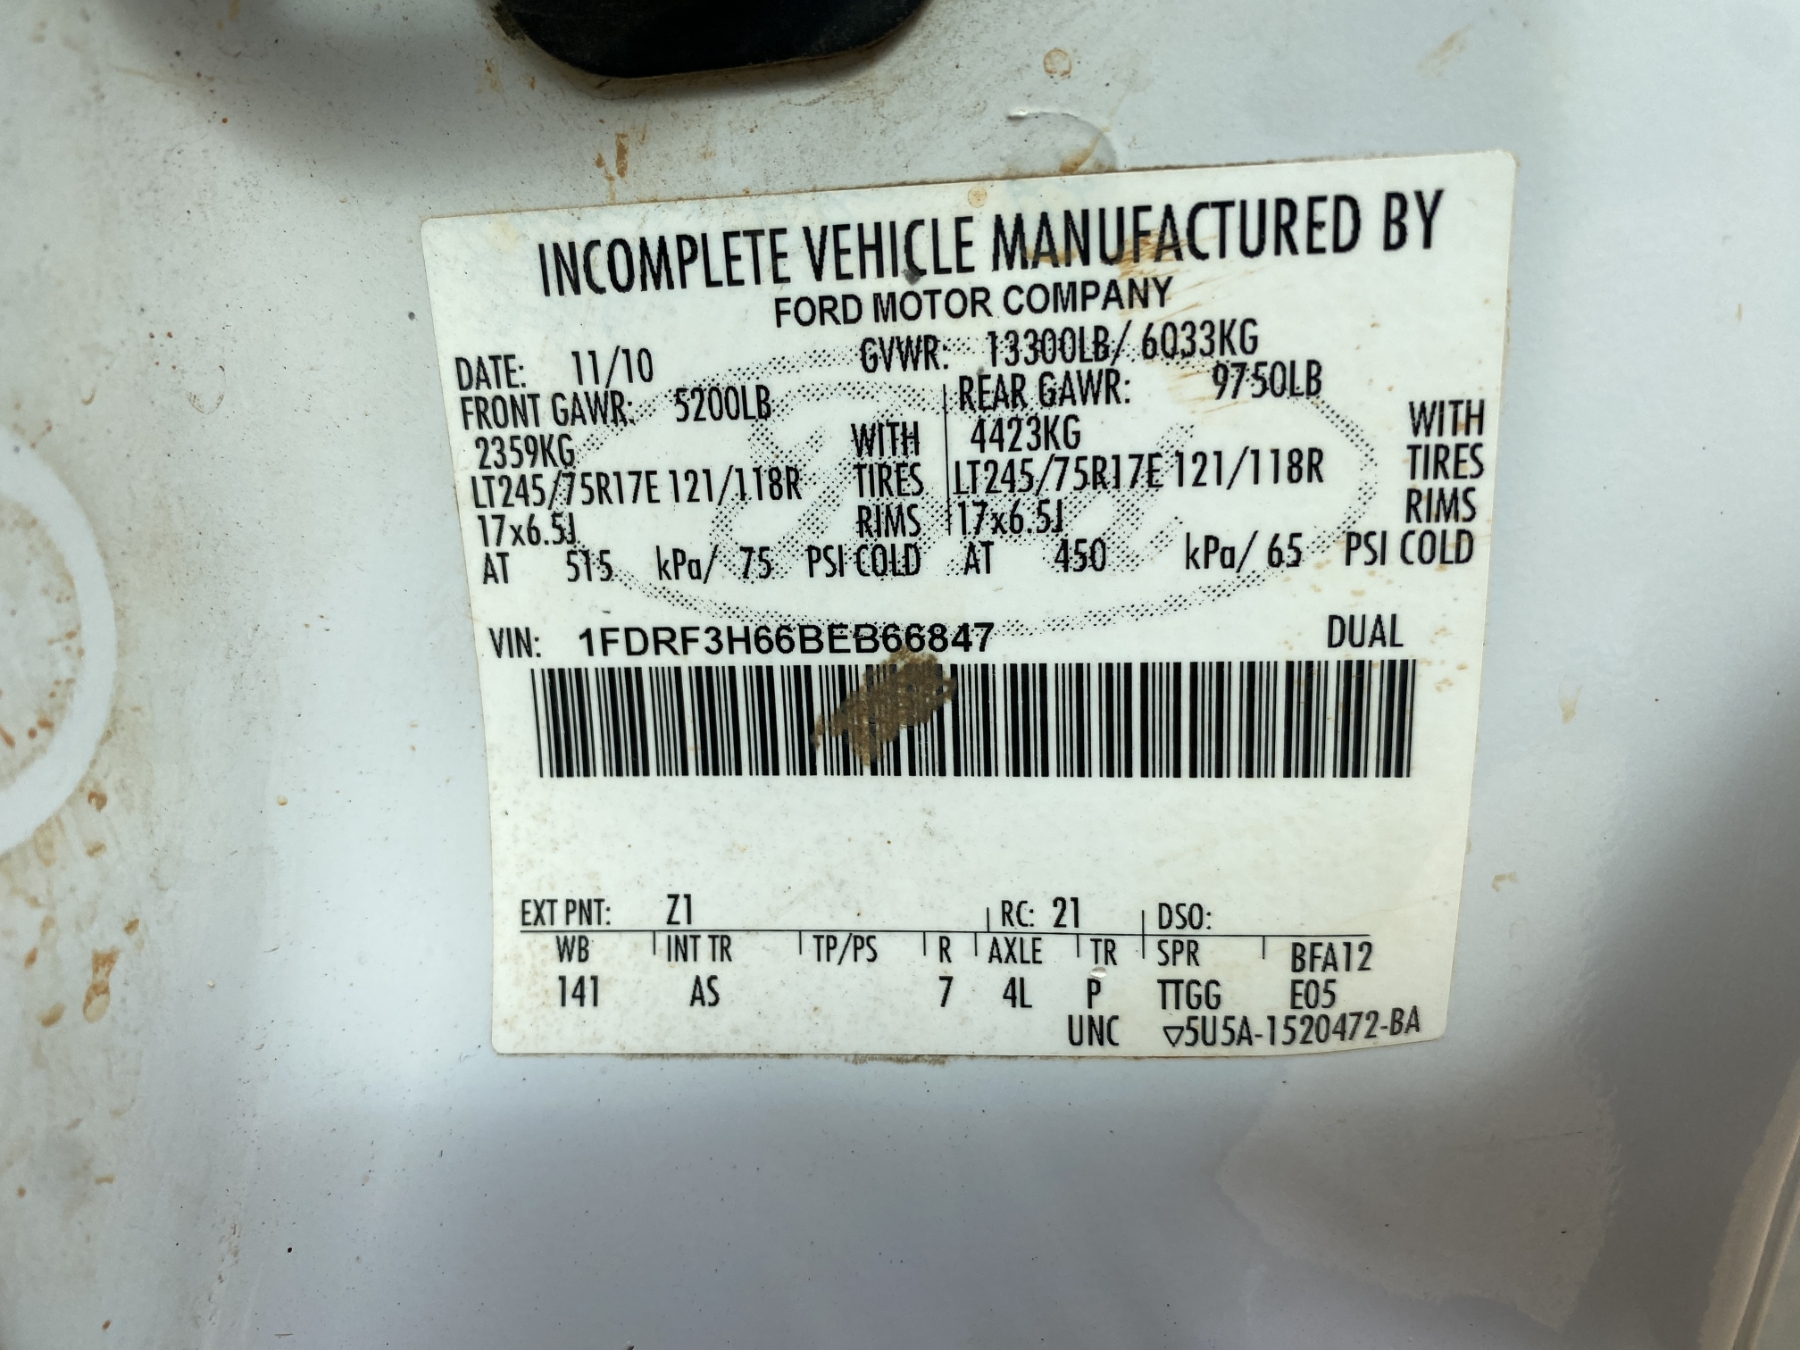 INCOMPLETE VEHICLE MANUFACTURED BY
FORD MOTOR COMPANY
DATE: 11/10 GVWR: 13300LB/ 6033KG
FRONT GAWR: 5200LB REAR GAWR: 9750LB
2359KG WITH 4423KG WITH
LT245/75R17E 121/118R TIRES LT245/75R17E 121/118R TIRES
17x6.5J RIMS 17x6.5J RIMS
AT 515 kPa/ 75 PSI COLD AT 450 kPa/ 65 PSI COLD
VIN: 1FDRF3H66BEB66847 DUAL
EXT PNT: Z1 RC: 21 DSO:
WB INT TR TP/PS R AXLE TR SPR BFA12
141 AS 7 4L P TTGG E05
UNC ▽5U5A-1520472-BA